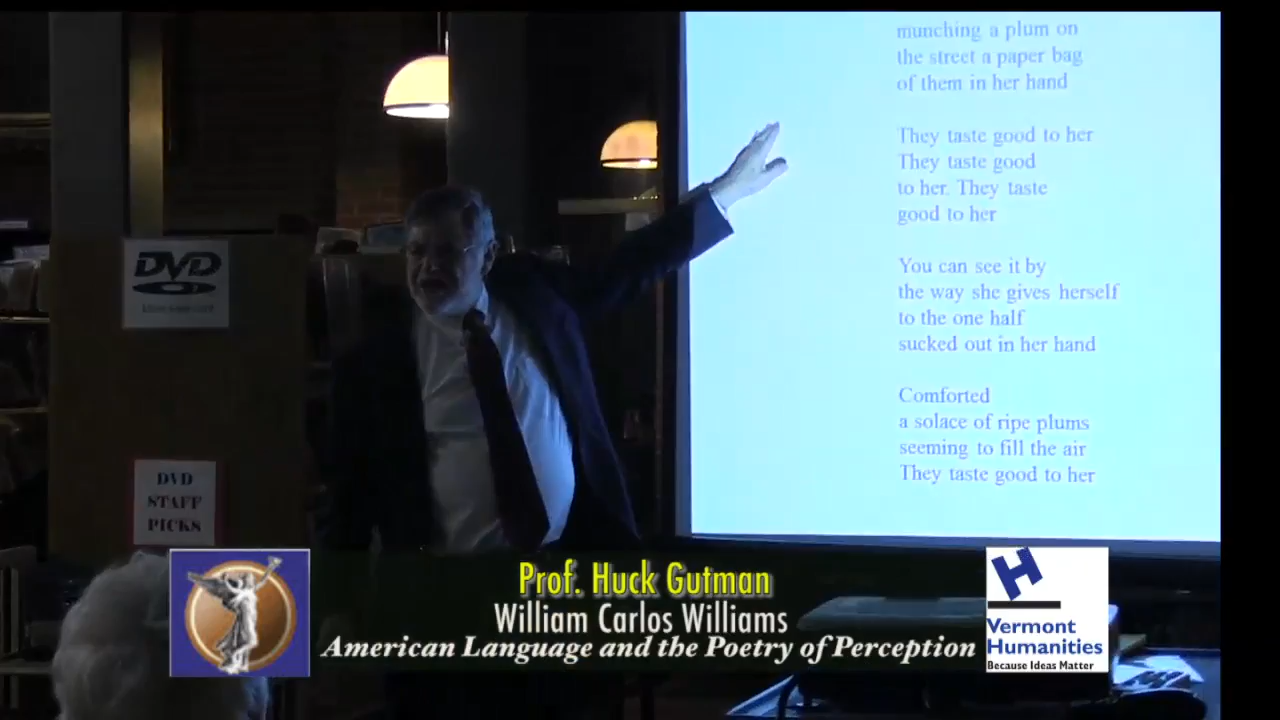 munching a plum on
the street a paper bag
of them in her hand
They taste good to her
They taste good
to her. They taste
good to her
You can see it by
the way she gives herself
to the one half
sucked out in her hand
Comforted
a solace of ripe plums
seeming to fill the air
They taste good to her
DVD
DVD
STAFF
PICKS
Prof. Huck Gutman
William Carlos Williams
American Language and the Poetry of Perception
H
Vermont
Humanities
Because Ideas Matter